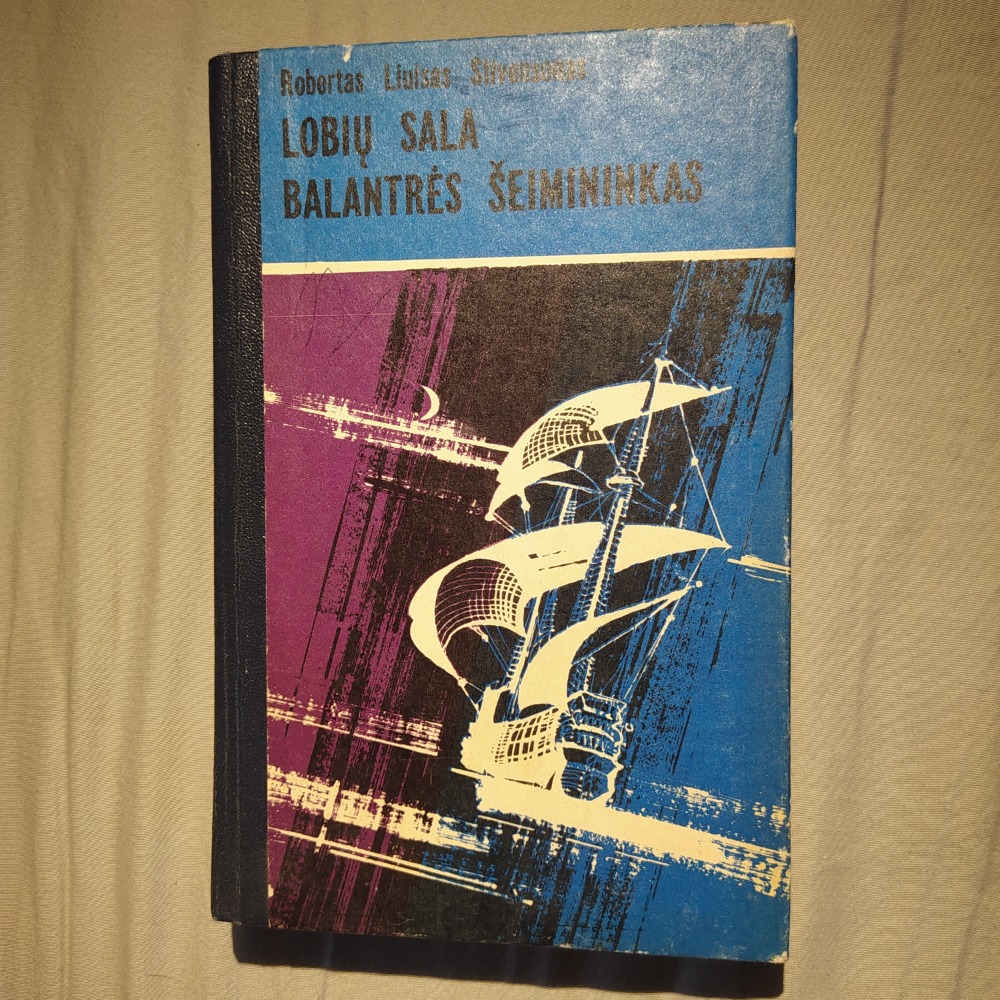 Robertas Liuisas Stivensonas
LOBIŲ SALA
BALANTRĖS ŠEIMININKAS